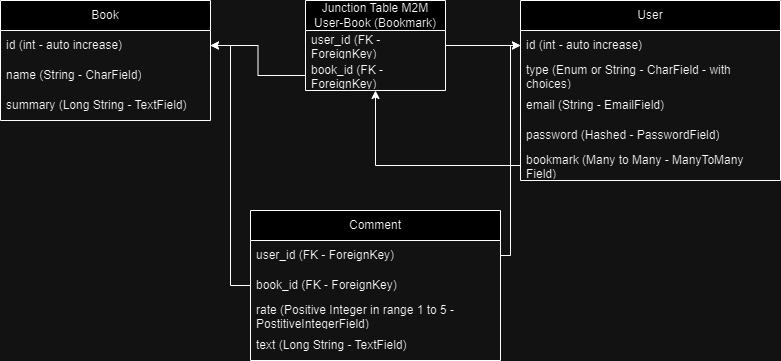 Book
id (int - auto increase)
name (String - CharField)
summary (Long String - TextField)
Junction Table M2M
User-Book (Bookmark)
user_id (FK -
ForeignKey)
book_id (FK -
ForeignKey)
User
id (int - auto increase)
type (Enum or String - CharField - with
choices)
email (String - EmailField)
password (Hashed - PasswordField)
bookmark (Many to Many - ManyToMany
Field)
Comment
user_id (FK - ForeignKey)
book_id (FK - ForeignKey)
rate (Positive Integer in range 1 to 5 -
PostitiveIntegerField)
text (Long String - TextField)